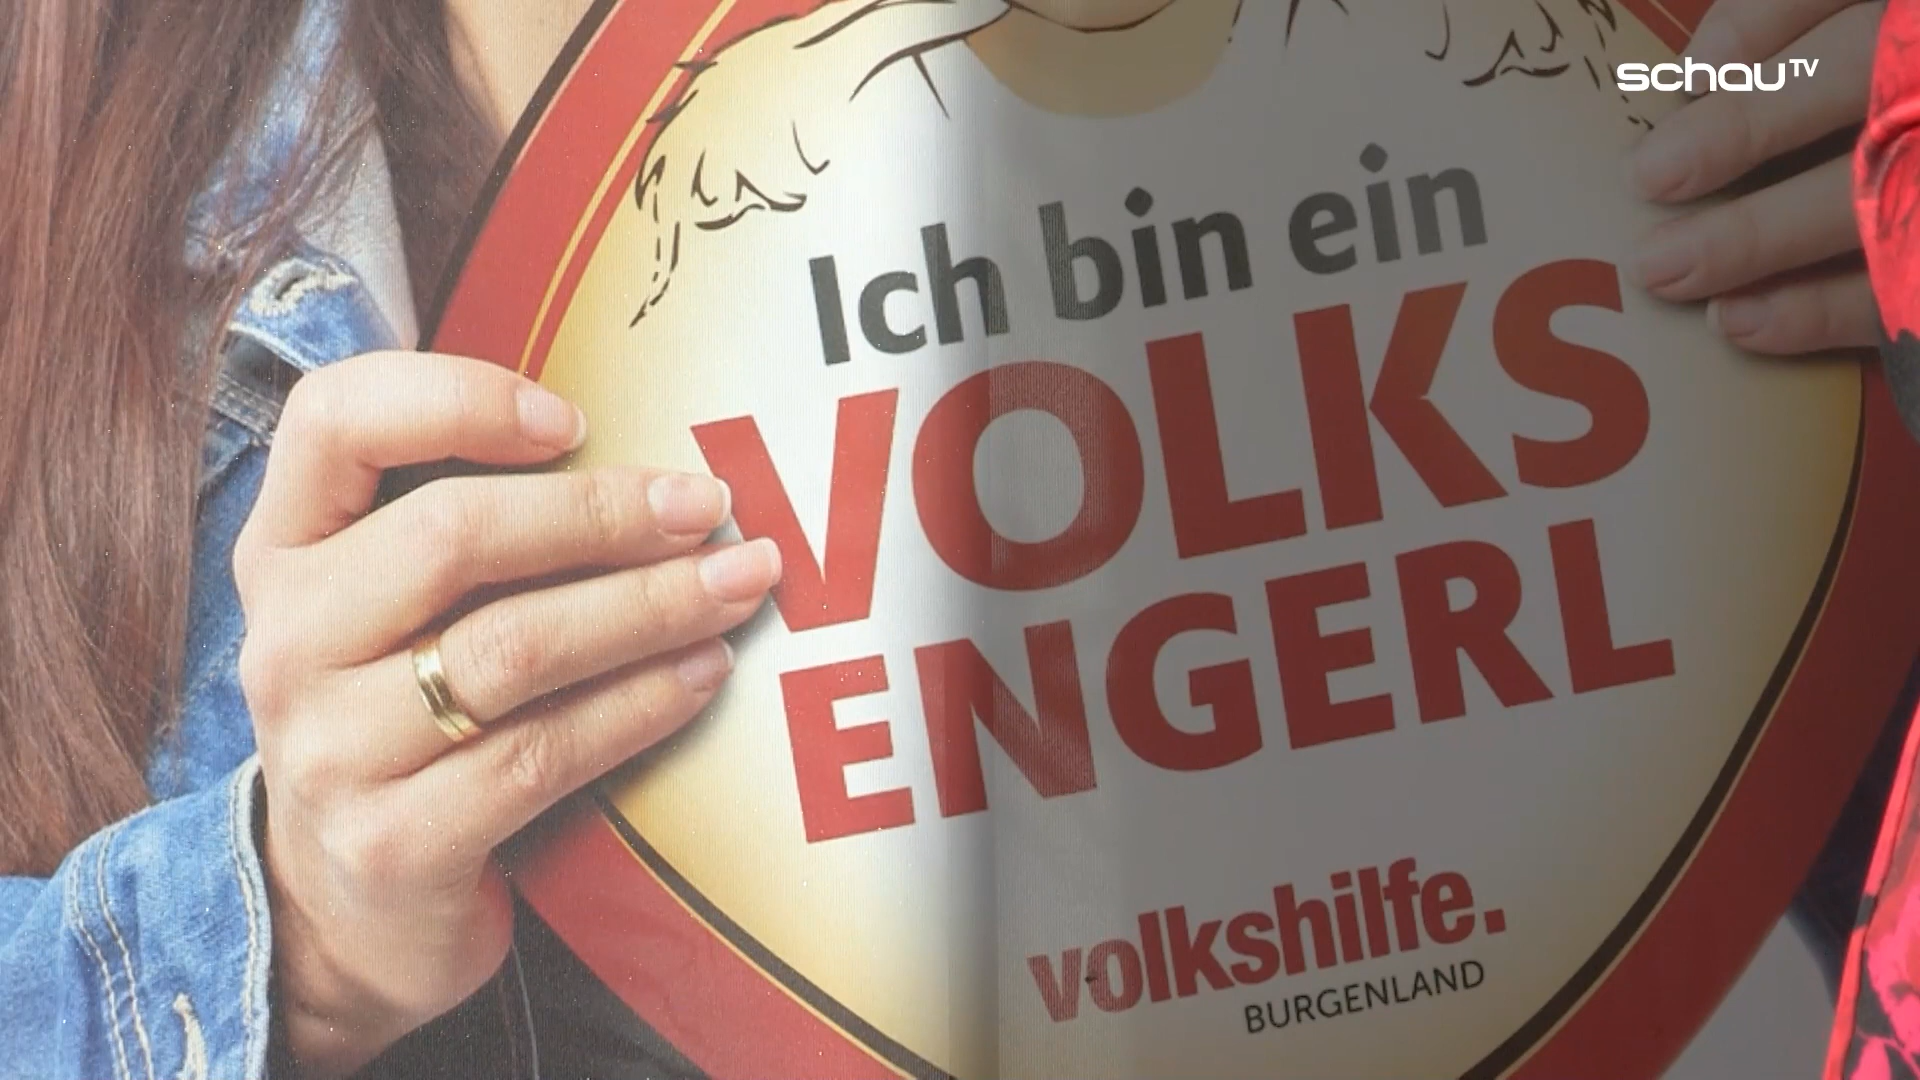 schau TV
Ich bin ein
VOLKS
ENGERL
volkshilfe.
BURGENLAND